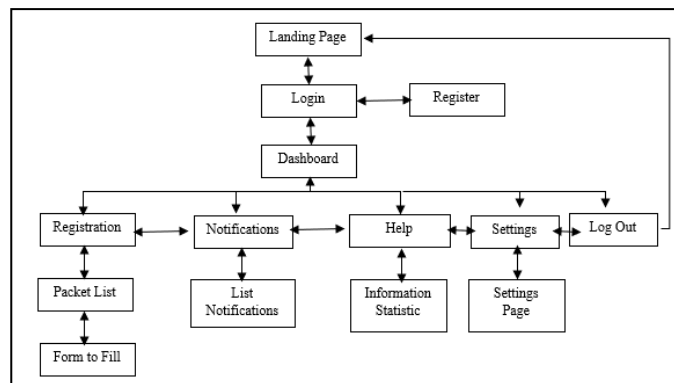 Landing Page
Login
Register
Dashboard
Registration
Notifications
Help
Settings
Log Out
Packet List
List
Notifications
Information
Statistic
Settings
Page
Form to Fill